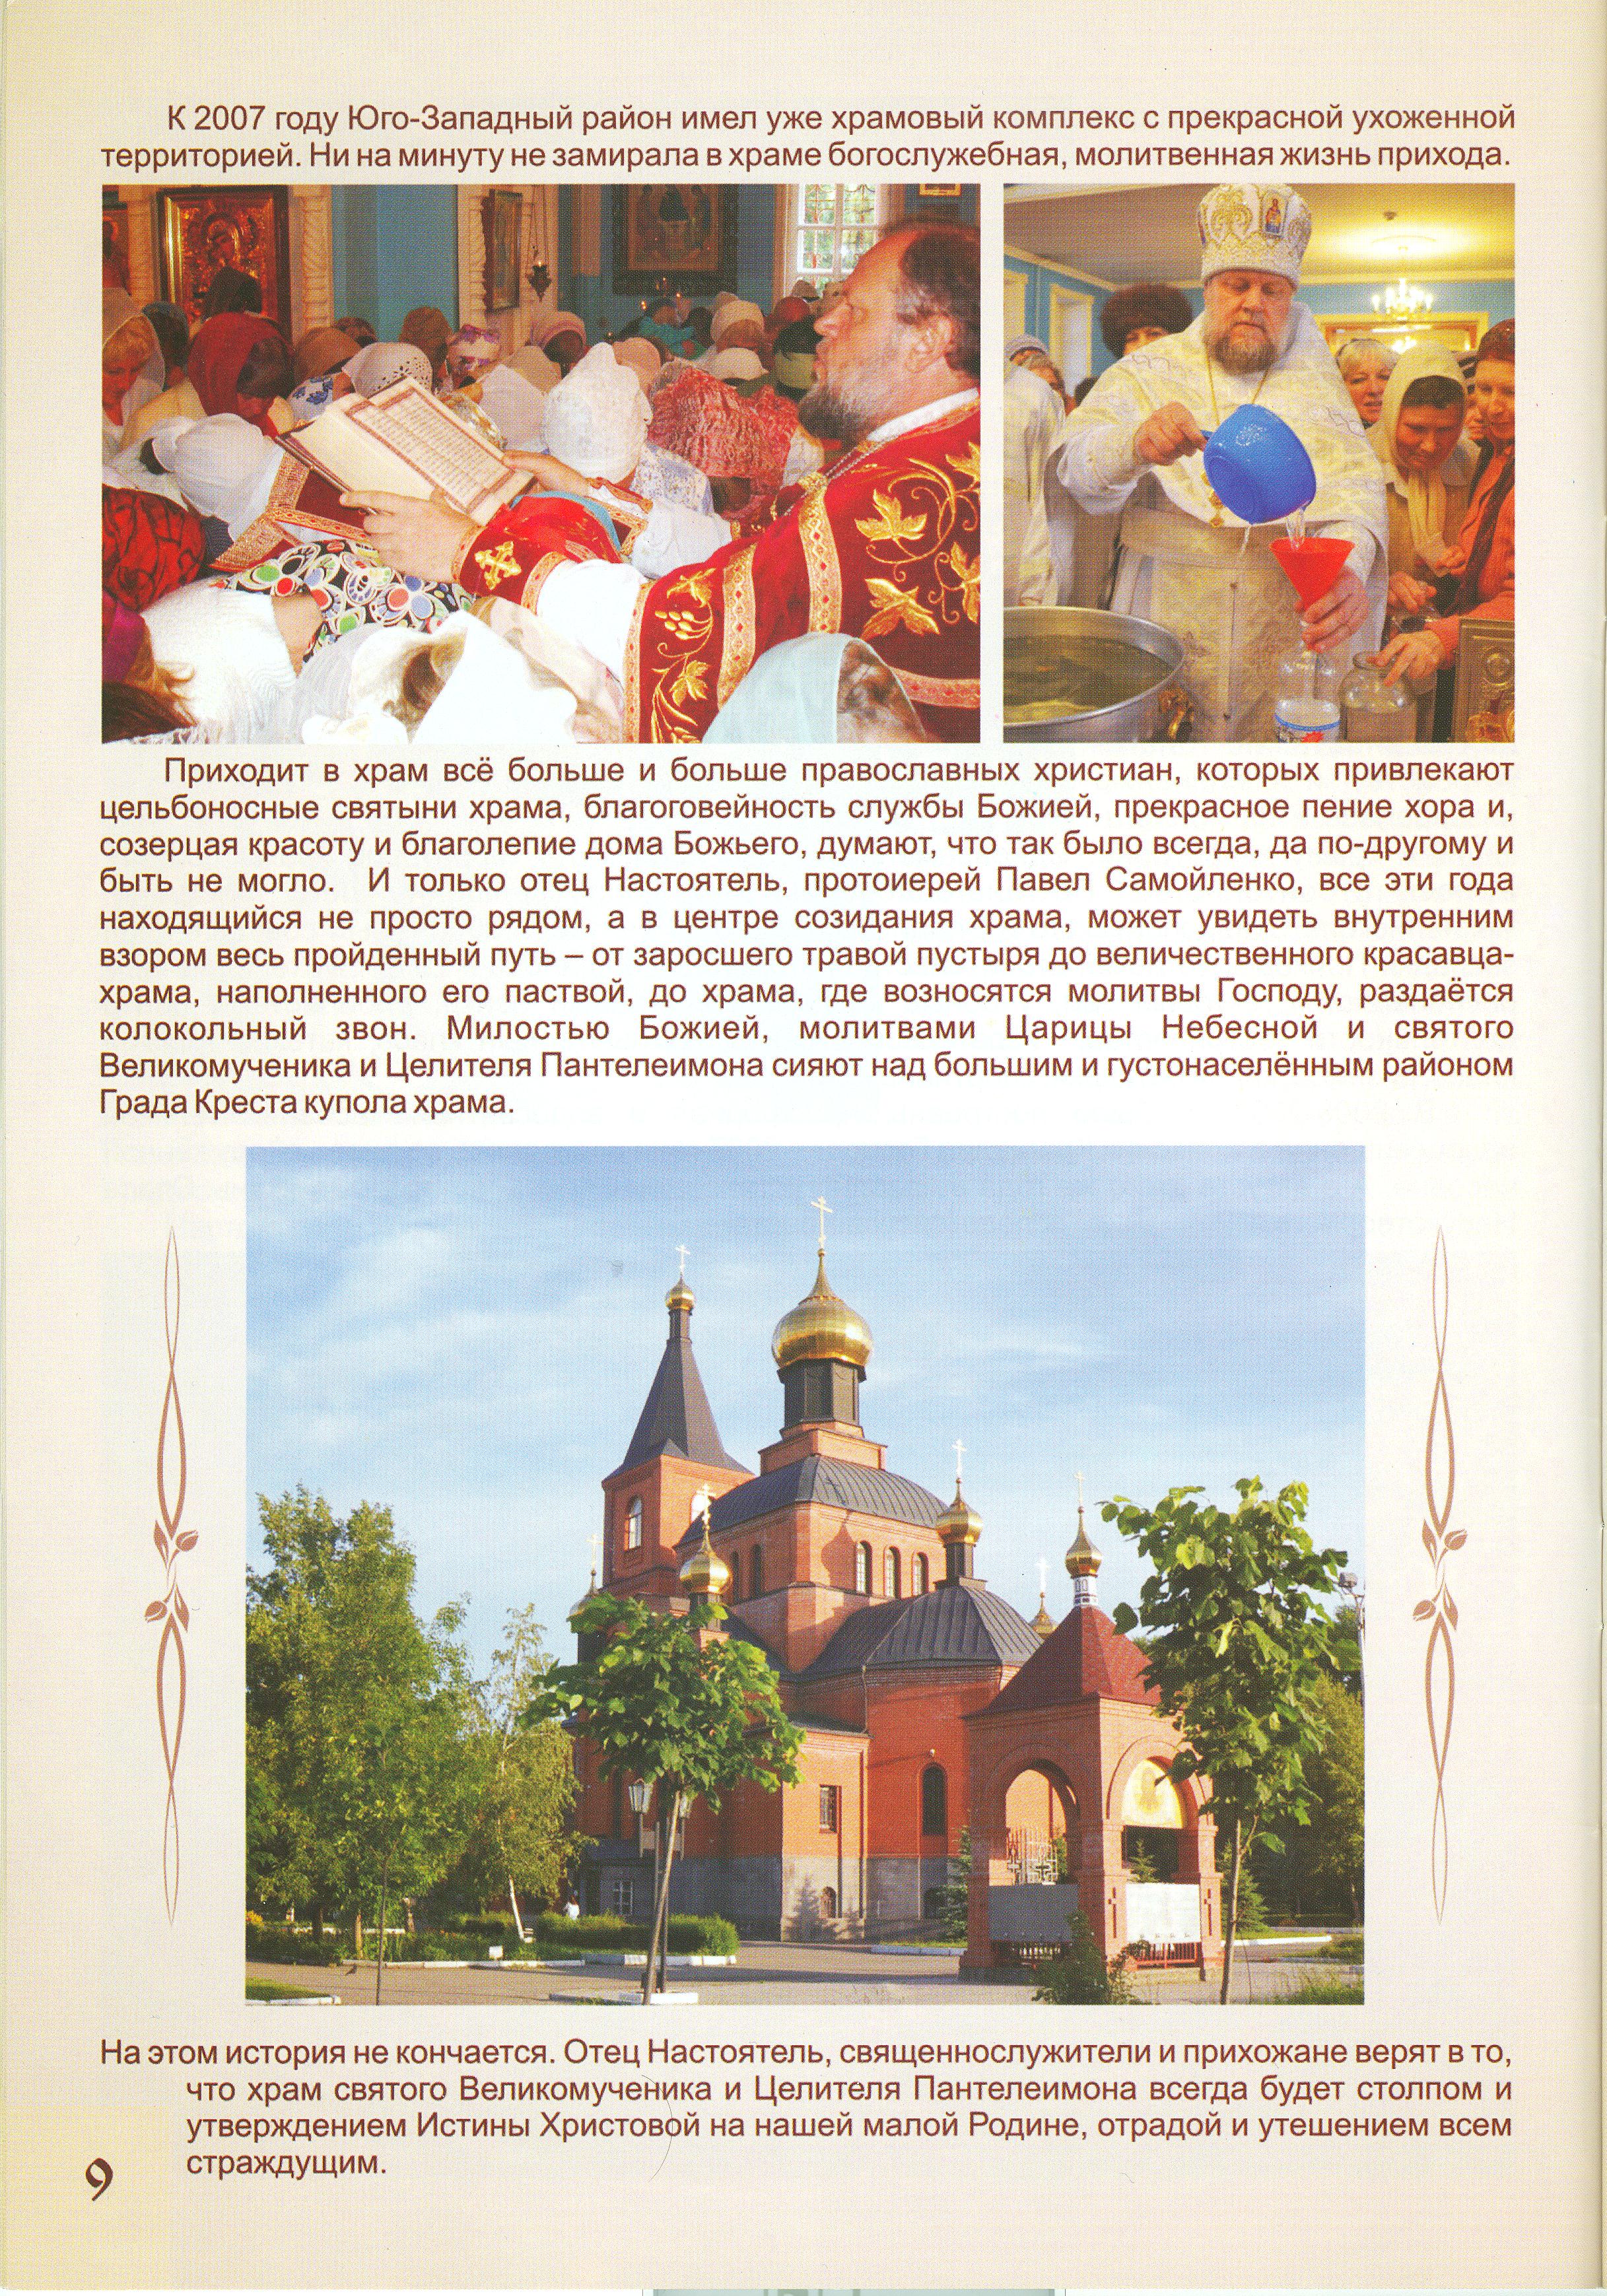 К 2007 году Юго-Западный район имел уже храмовый комплекс с прекрасной ухоженной
территорией. Ни на минуту не замирала в храме богослужебная, молитвенная жизнь прихода.
Приходит в храм всё больше и больше православных христиан, которых привлекают
цельбоносные святыни храма, благоговейность службы Божией, прекрасное пение хора и,
созерцая красоту и благолепие дома Божьего, думают, что так было всегда, да по-другому и
быть не могло. И только отец Настоятель, протоиерей Павел Самойленко, все эти года
находящийся не просто рядом, а в центре созидания храма, может увидеть внутренним
взором весь пройденный путь – от заросшего травой пустыря до величественного красавца-
храма, наполненного его паствой, до храма, где возносятся молитвы Господу, раздаётся
колокольный звон. Милостью Божией, молитвами Царицы Небесной и святого
Великомученика и Целителя Пантелеимона сияют над большим и густонаселённым районом
Града Креста купола храма.
На этом история не кончается. Отец Настоятель, священнослужители и прихожане верят в то,
что храм святого Великомученика и Целителя Пантелеимона всегда будет столпом и
утверждением Истины Христовой на нашей малой Родине, отрадой и утешением всем
страждущим.
9